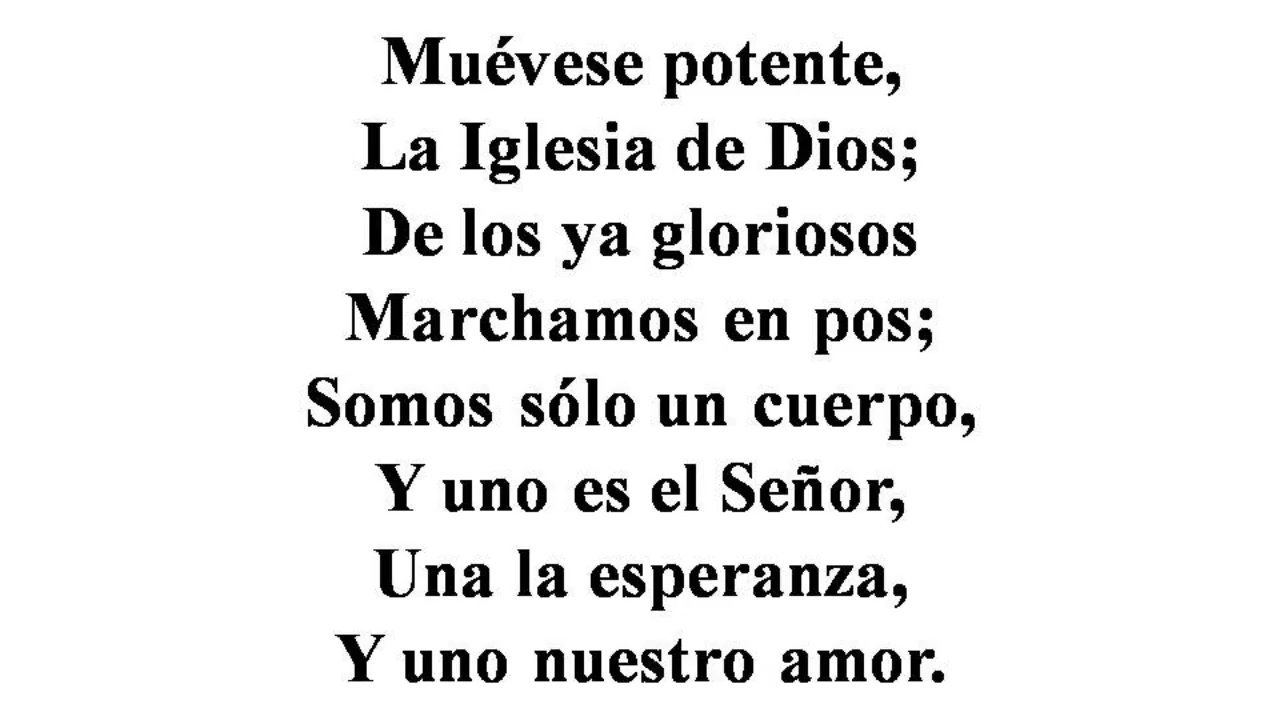 Muévese potente,
La Iglesia de Dios;
De los ya gloriosos
Marchamos en pos;
Somos sólo un cuerpo,
Y uno es el Señor,
Una la esperanza,
Y uno nuestro amor.